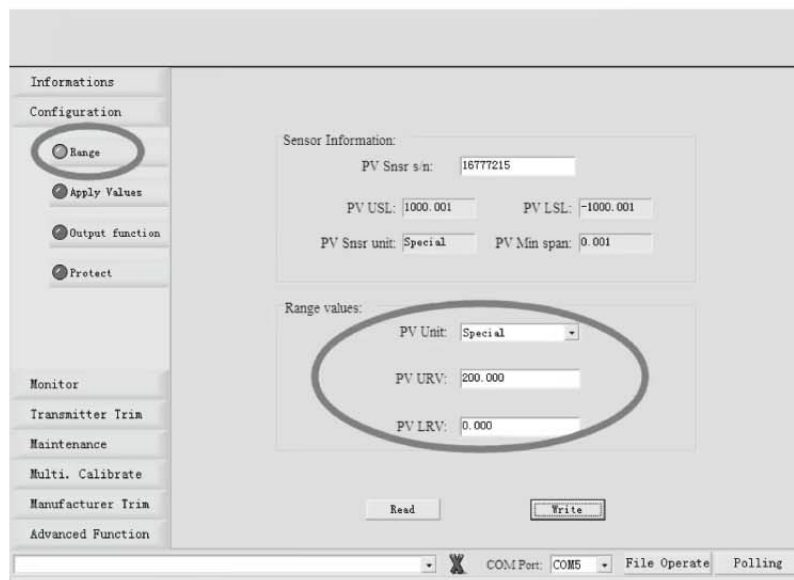 Informations
Configuration
Range
Apply Values
Output function
Protect
Monitor
Transmitter Trim
Maintenance
Multi. Calibrate
Manufacturer Trim
Advanced Function
Sensor Information:
PV Snsr s/n: 16777215
PV USL: 1000.001 PV LSL: -1000.001
PV Snsr unit: Special PV Min span: 0.001
Range values:
PV Unit: Special
PV URV: 200.000
PV LRV: 0.000
Read Write
COM Port: COM5 File Operate Polling